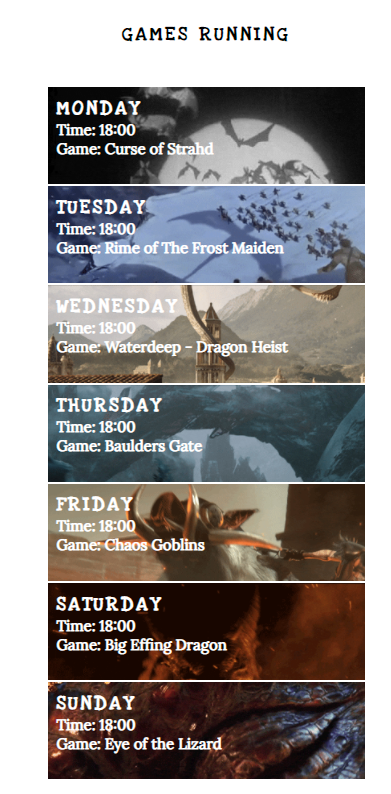 GAMES RUNNING
MONDAY
Time: 18:00
Game: Curse of Strahd
TUESDAY
Time: 18:00
Game: Rime of The Frost Maiden
WEDNESDAY
Time: 18:00
Game: Waterdeep - Dragon Heist
THURSDAY
Time: 18:00
Game: Baulders Gate
FRIDAY
Time: 18:00
Game: Chaos Goblins
SATURDAY
Time: 18:00
Game: Big Effing Dragon
SUNDAY
Time: 18:00
Game: Eye of the Lizard